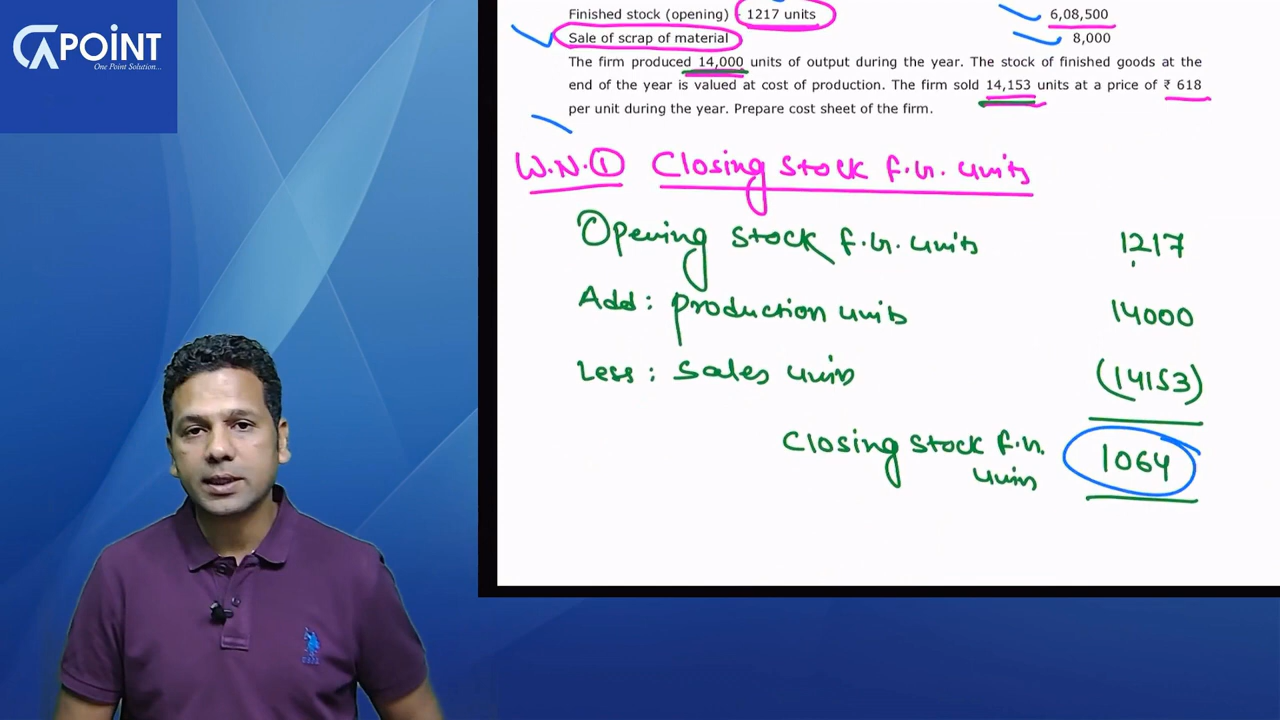 CAPOINT
One Point Solution...
Finished stock (opening) 1217 units 6,08,500
Sale of scrap of material 8,000
The firm produced 14,000 units of output during the year. The stock of finished goods at the
end of the year is valued at cost of production. The firm sold 14,153 units at a price of ₹ 618
per unit during the year. Prepare cost sheet of the firm.
W.N.① Closing Stock F.G. units
Opening Stock F.G. units 1217
Add: production units 14000
Less: Sales units (14153)
Closing Stock F.G. 1064
units